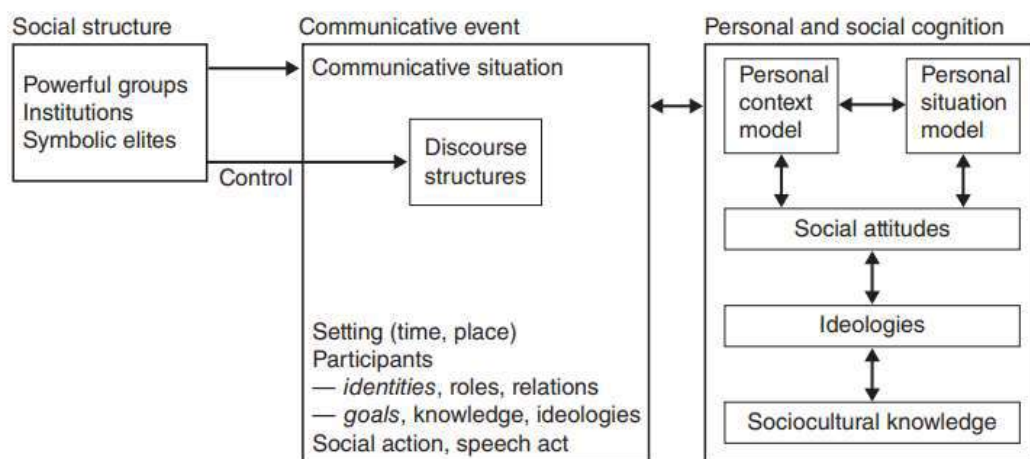 Social structure
Powerful groups
Institutions
Symbolic elites
Control
Communicative event
Communicative situation
Discourse
structures
Setting (time, place)
Participants
— identities, roles, relations
— goals, knowledge, ideologies
Social action, speech act
Personal and social cognition
Personal
context
model
Personal
situation
model
Social attitudes
Ideologies
Sociocultural knowledge